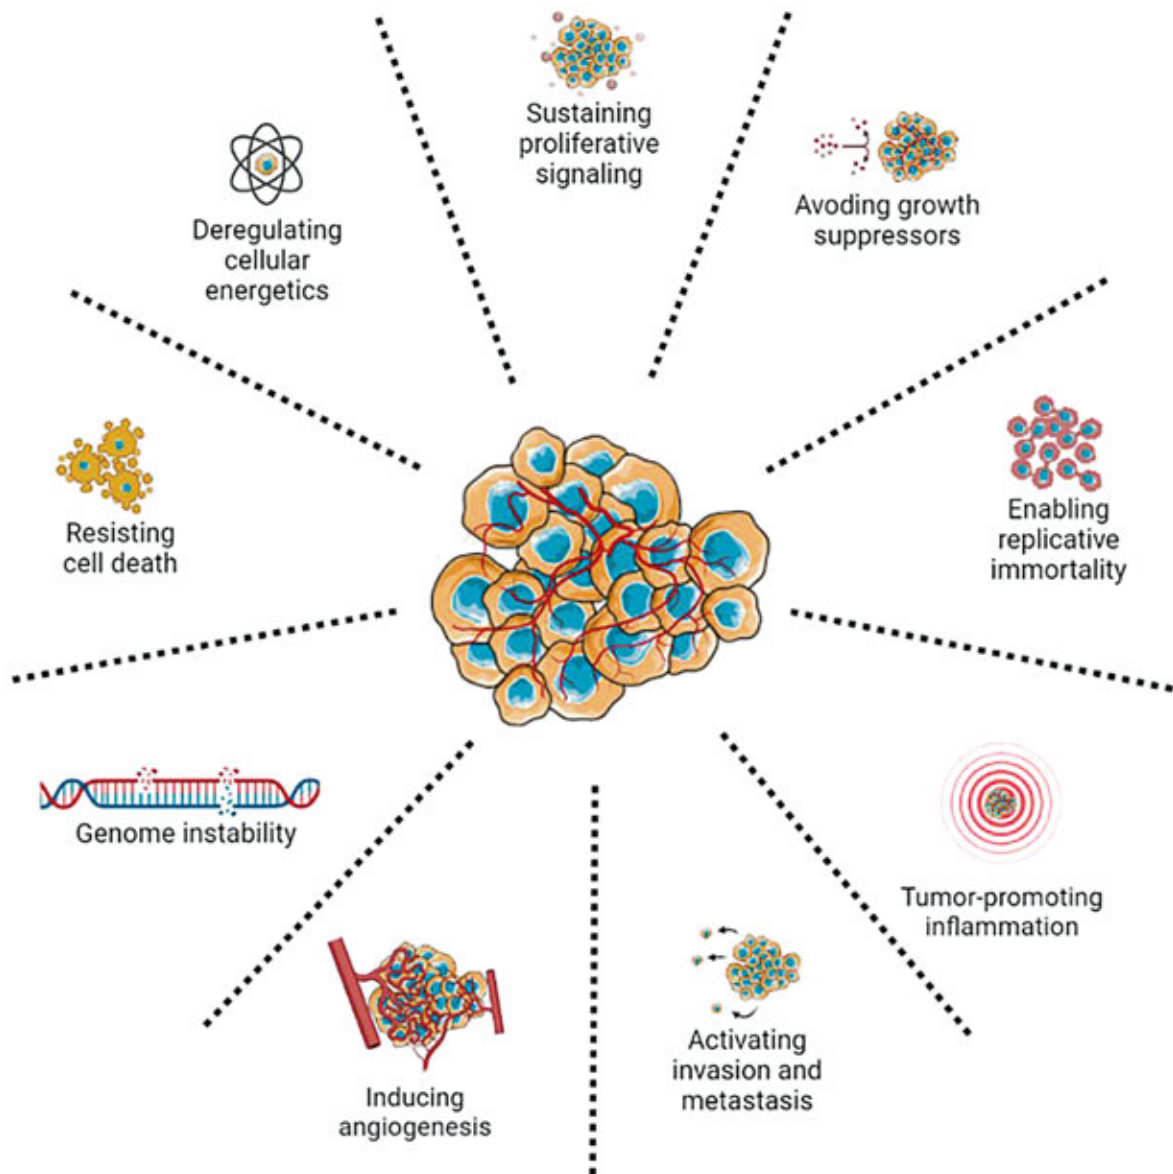 Sustaining
proliferative
signaling
Avoding growth
suppressors
Enabling
replicative
immortality
Tumor-promoting
inflammation
Activating
invasion and
metastasis
Inducing
angiogenesis
Genome instability
Resisting
cell death
Deregulating
cellular
energetics